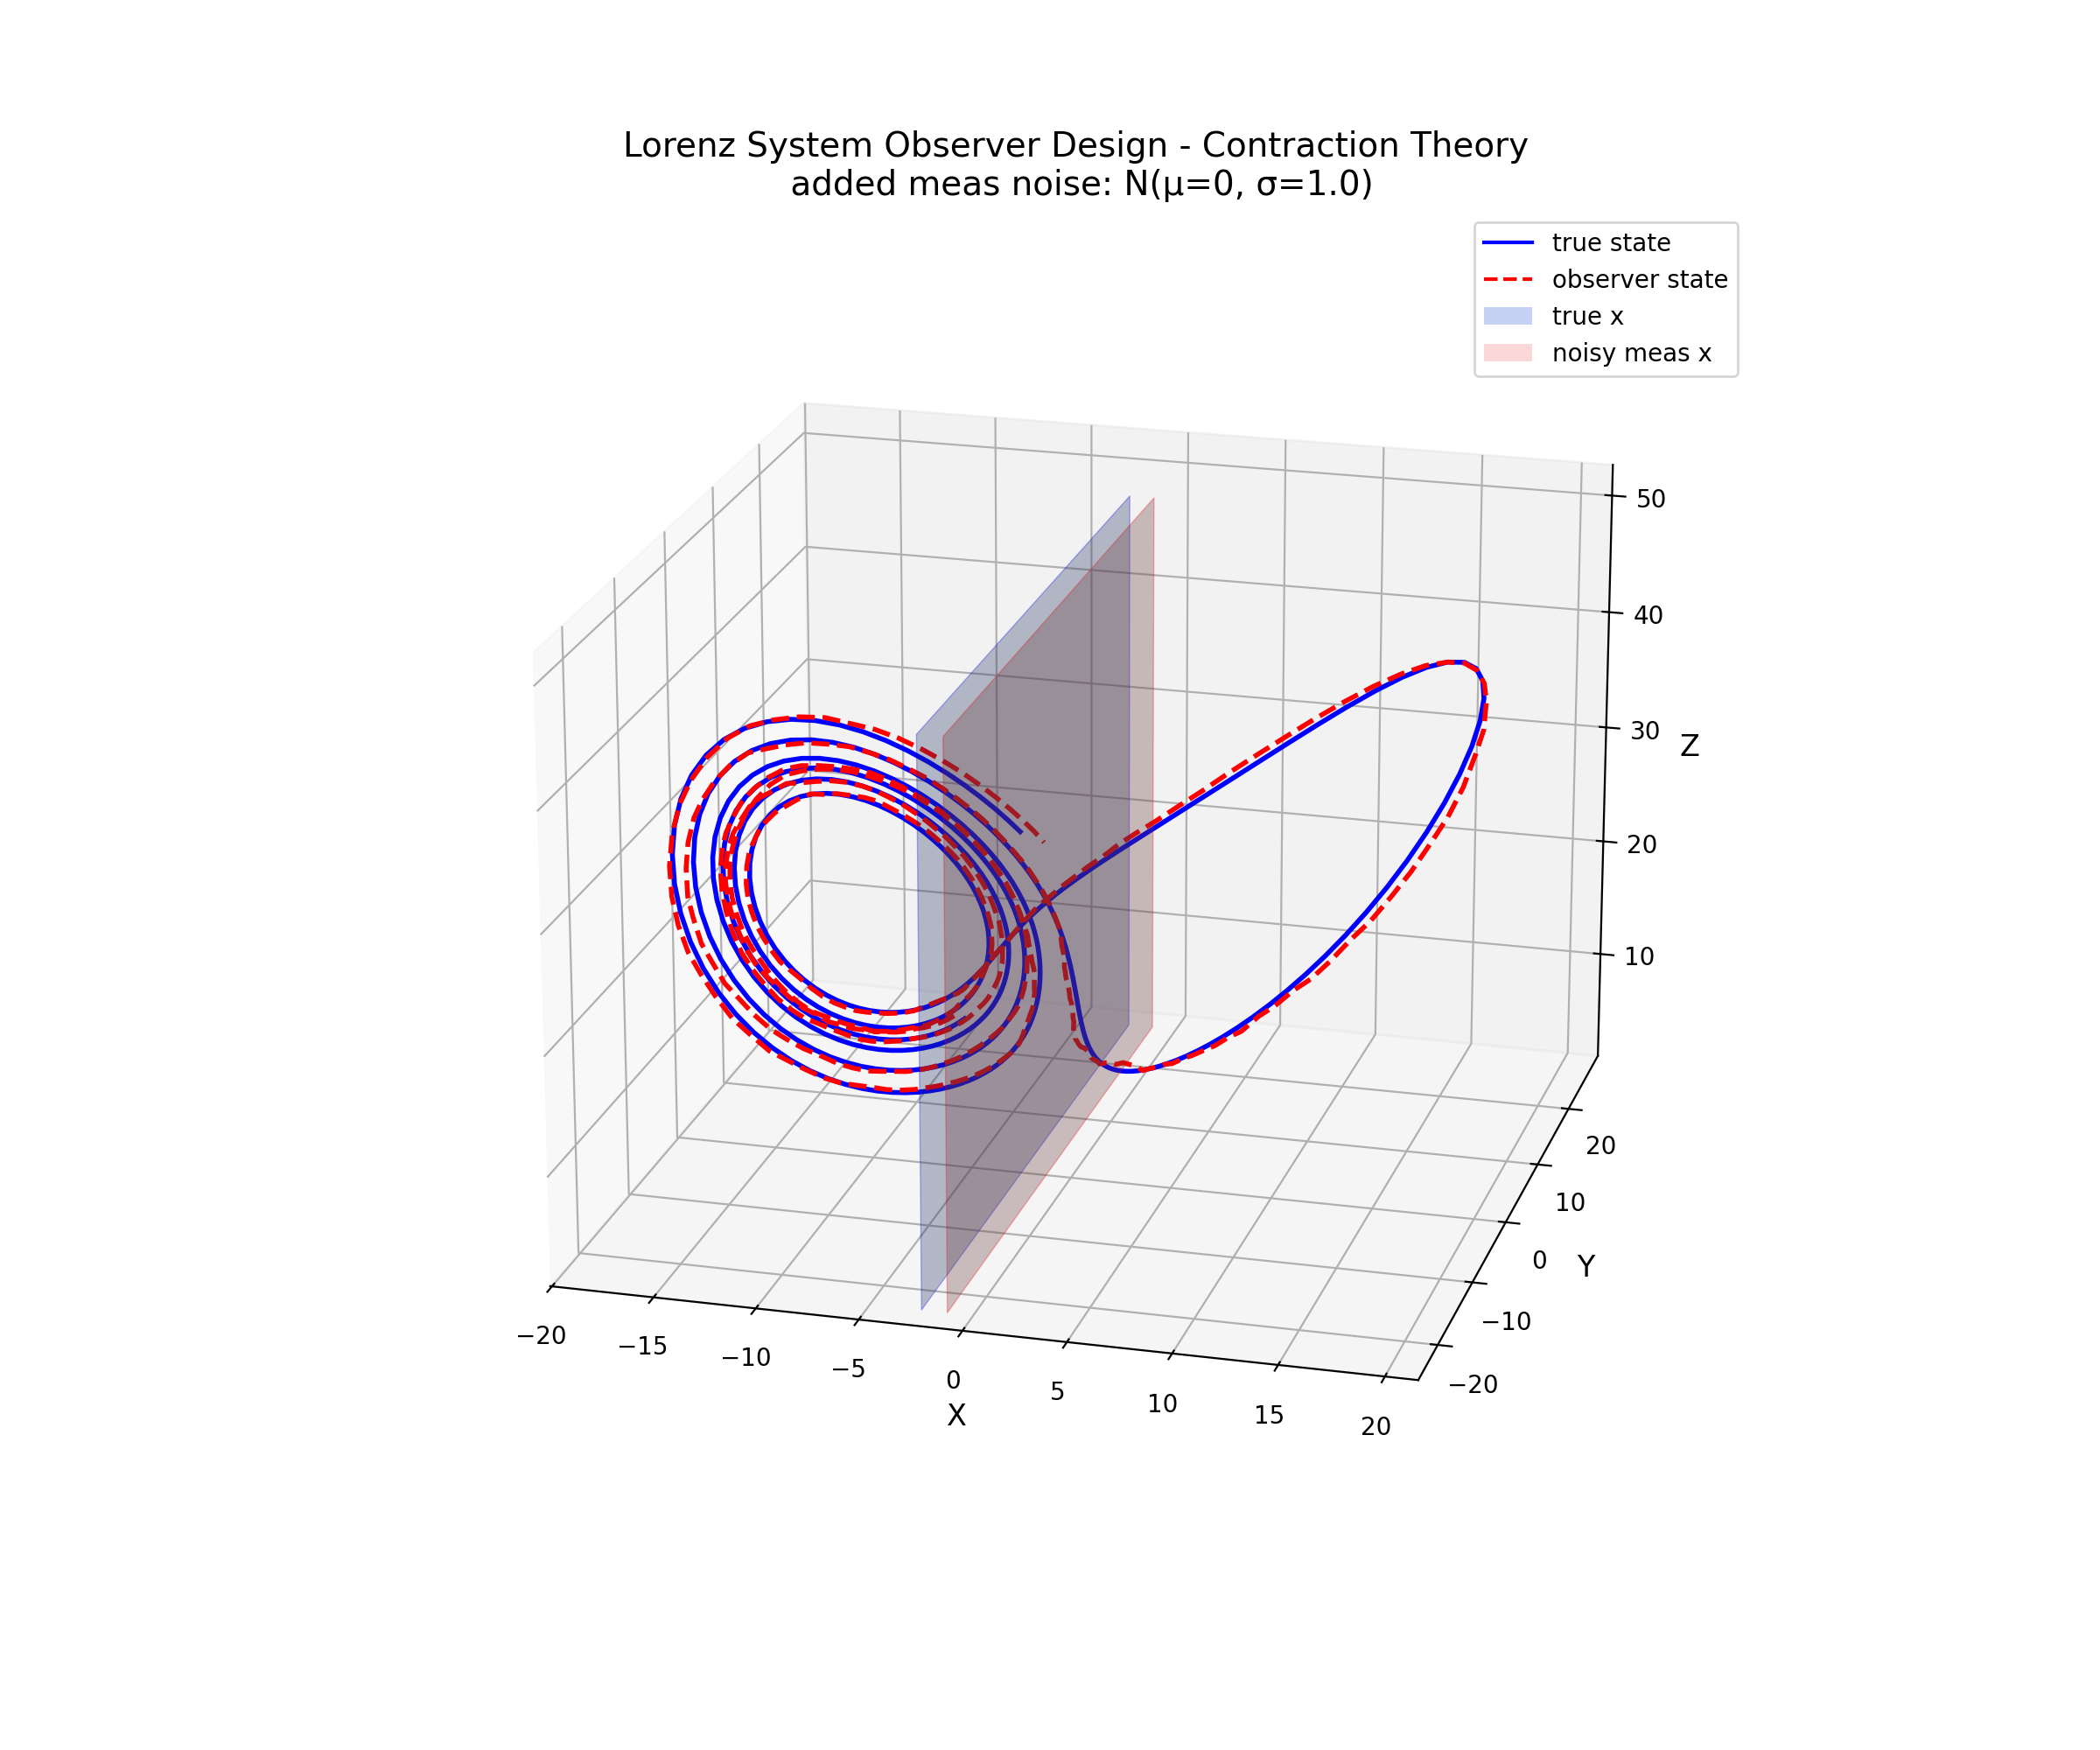 Lorenz System Observer Design - Contraction Theory
added meas noise: N(μ=0, σ=1.0)
true state
observer state
true x
noisy meas x
50
40
30
20
10
Z
20
10
0
−10
−20
Y
−20
−15
−10
−5
0
5
10
15
20
X